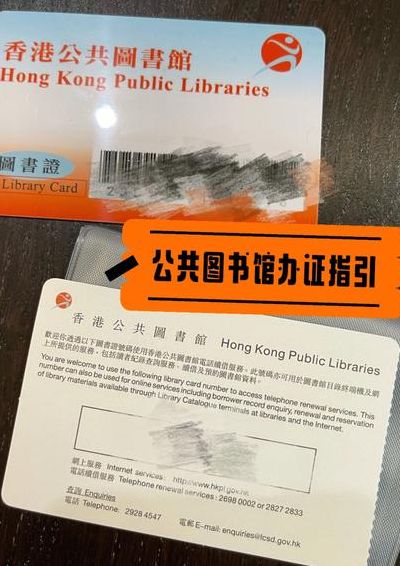 香港公共圖書館
Hong Kong Public Libraries
圖書證
Library Card
公共图书馆办证指引
香港公共圖書館 Hong Kong Public Libraries
歡迎你透過以下圖書證號碼使用香港公共圖書館電話續借服務。此號碼亦可用於圖書館目錄終端機及網
上所提供的服務，包括讀者紀錄查詢服務、續借及預約圖書館資料。
You are welcome to use the following library card number to access telephone renewal services. This
number can also be used for online services including borrower record enquiry, renewal and reservation
of library materials available through Library Catalogue terminals at libraries and the Internet.
網上服務 Internet services: http://www.hkpl.gov.hk
電話續借服務 Telephone renewal services: 2698 0002 or 2827 2833
查詢 Enquiries
電話 Telephone: 2928 4547 電郵 E-mail: enquiries@lcsd.gov.hk